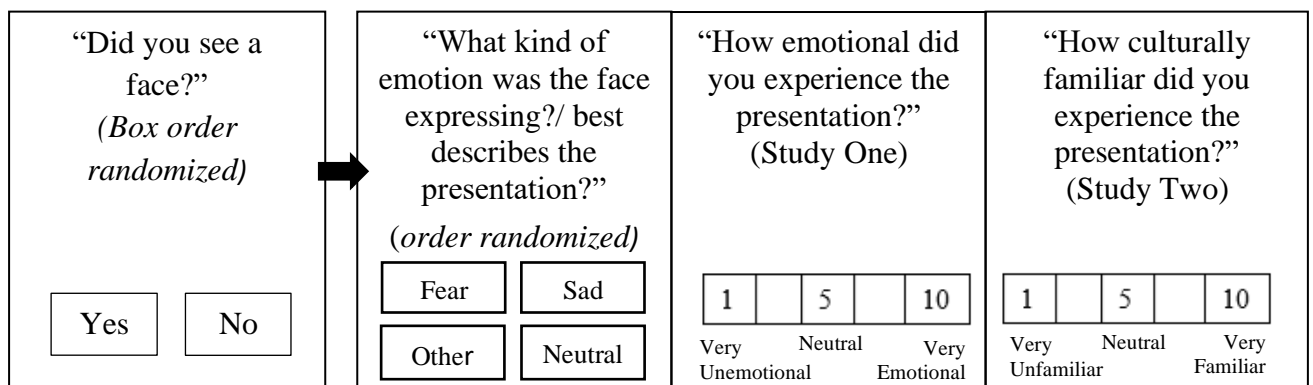 “Did you see a
face?”
(Box order
randomized)
Yes
No
“What kind of
emotion was the face
expressing?/ best
describes the
presentation?”
(order randomized)
Fear
Sad
Other
Neutral
“How emotional did
you experience the
presentation?”
(Study One)
1
5
10
Very
Unemotional
Neutral
Very
Emotional
“How culturally
familiar did you
experience the
presentation?”
(Study Two)
1
5
10
Very
Unfamiliar
Neutral
Very
Familiar